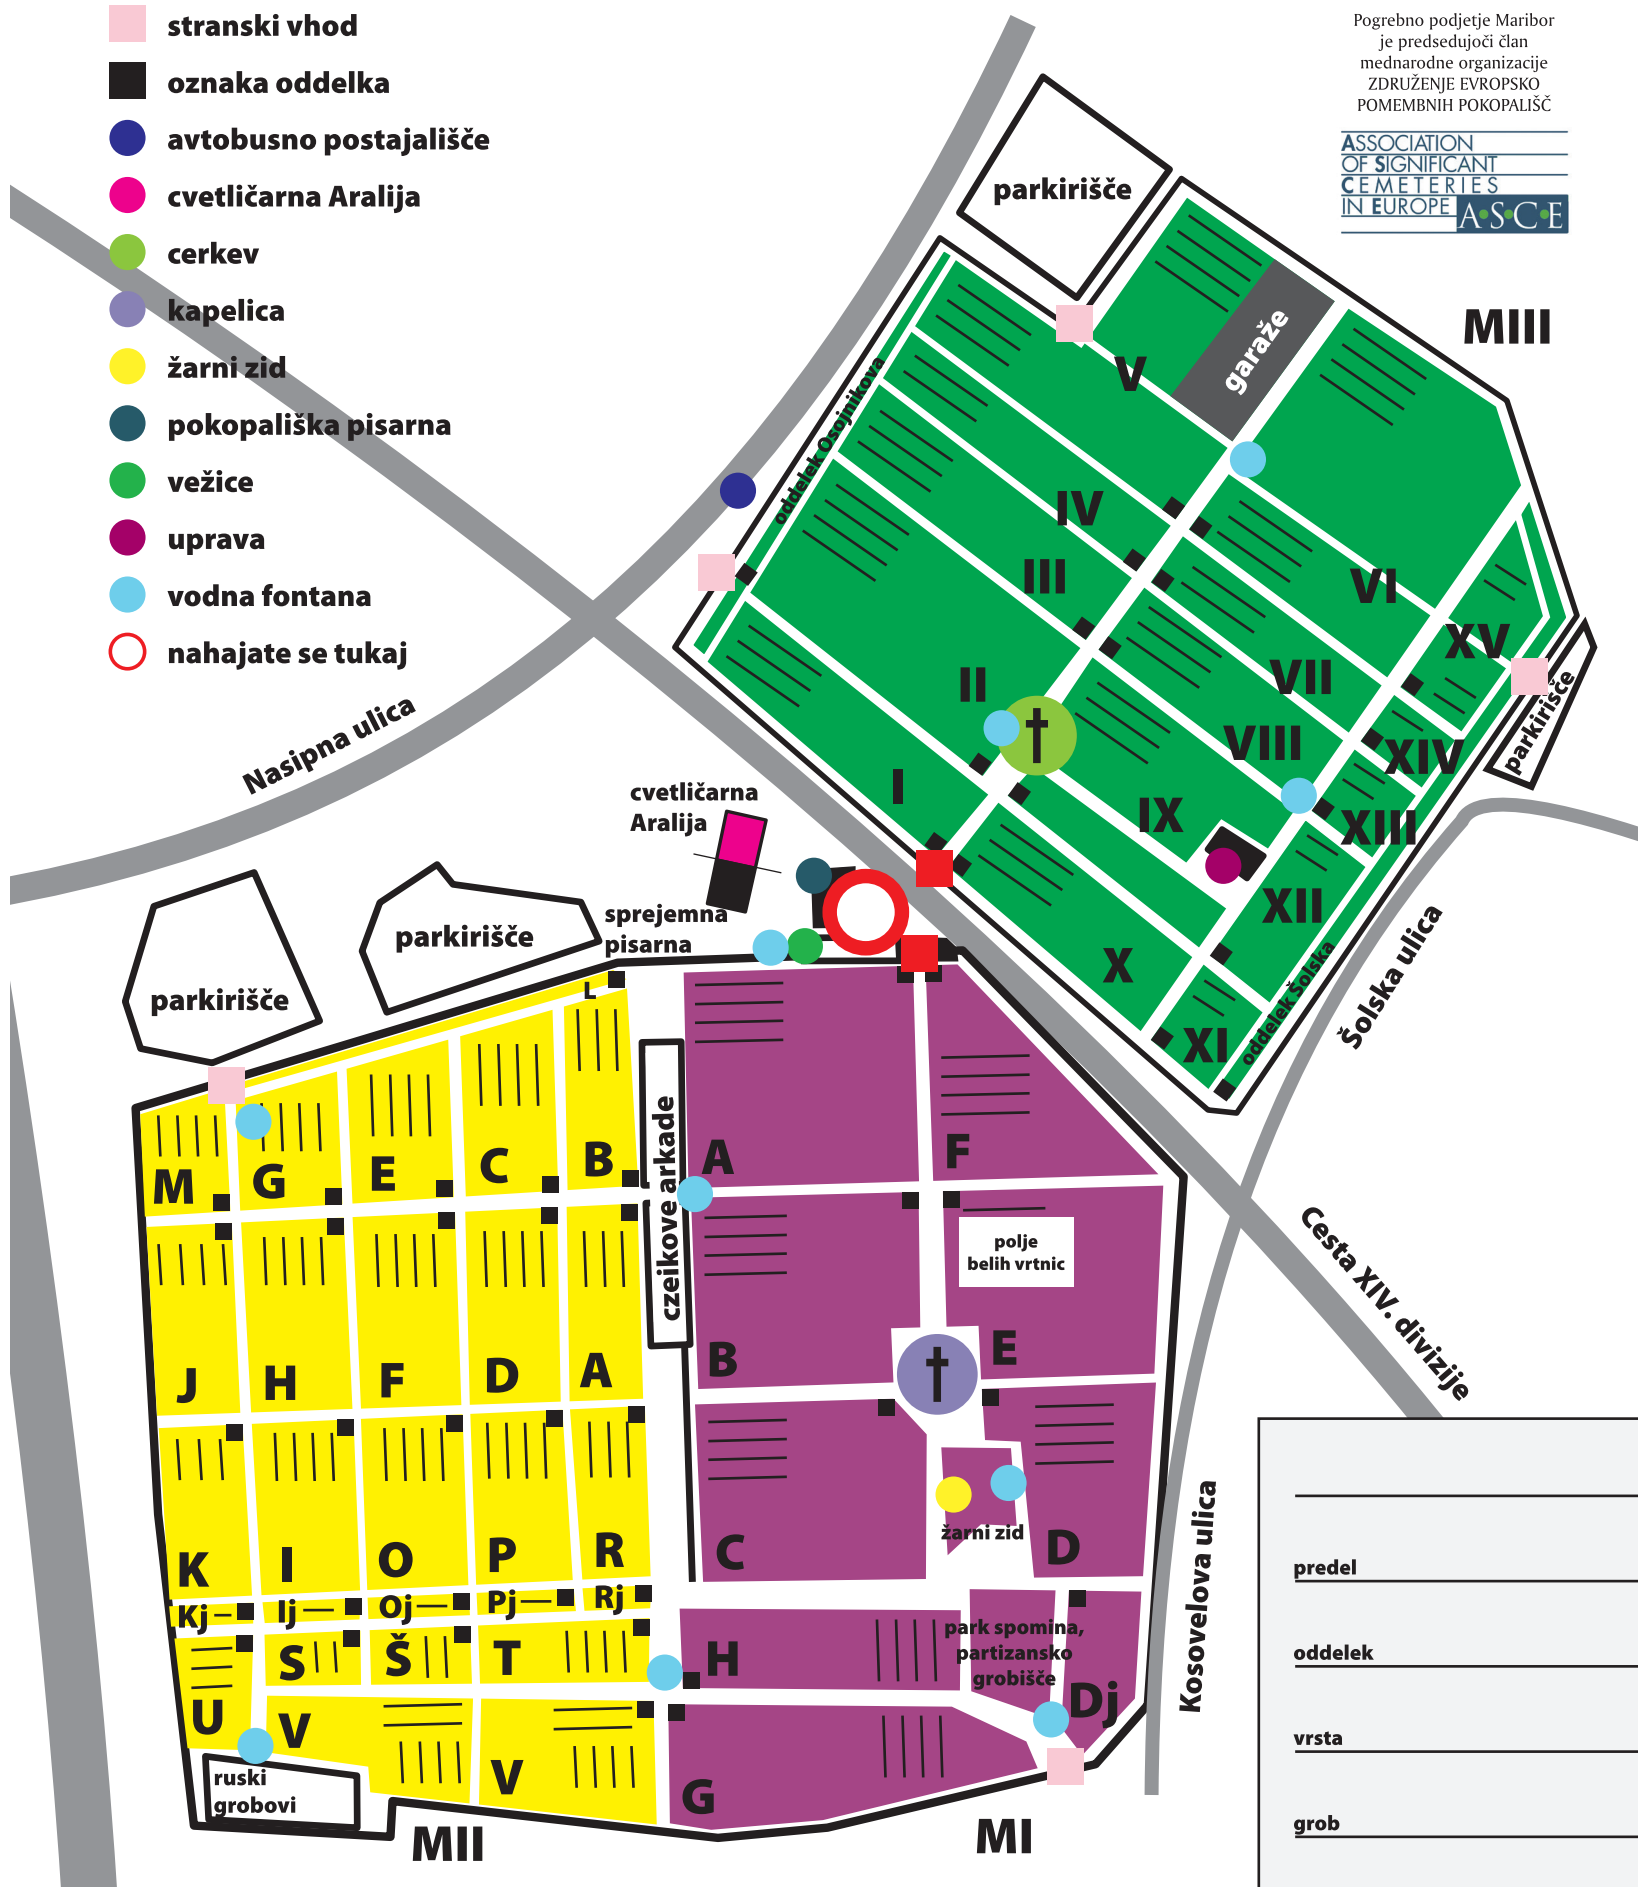 stranski vhod
oznaka oddelka
avtobusno postajališče
cvetličarna Aralija
cerkev
kapelica
žarni zid
pokopališka pisarna
vežice
uprava
vodna fontana
nahajate se tukaj
Pogrebno podjetje Maribor
je predsedujoči član
mednarodne organizacije
ZDRUŽENJE EVROPSKO
POMEMBNIH POKOPALIŠČ
ASSOCIATION
OF SIGNIFICANT
CEMETERIES
IN EUROPE
A•S•C•E
parkirišče
MIII
garaže
V
oddelek Osojnikova
IV
III
VI
XV
VII
II
parkirišče
VIII
XIV
I
IX
XIII
XII
X
XI
oddelek Šolska
Šolska ulica
Nasipna ulica
cvetličarna
Aralija
sprejemna
pisarna
parkirišče
parkirišče
L
M
G
E
C
B
czeikove arkade
A
F
polje
belih vrtnic
J
H
F
D
A
B
E
Cesta XIV. divizije
K
I
O
P
R
C
žarni zid
D
Kj
Ij
Oj
Pj
Rj
S
Š
T
H
park spomina,
partizansko
grobišče
Dj
Kosovelova ulica
U
V
V
G
ruski
grobovi
MII
MI
predel
oddelek
vrsta
grob